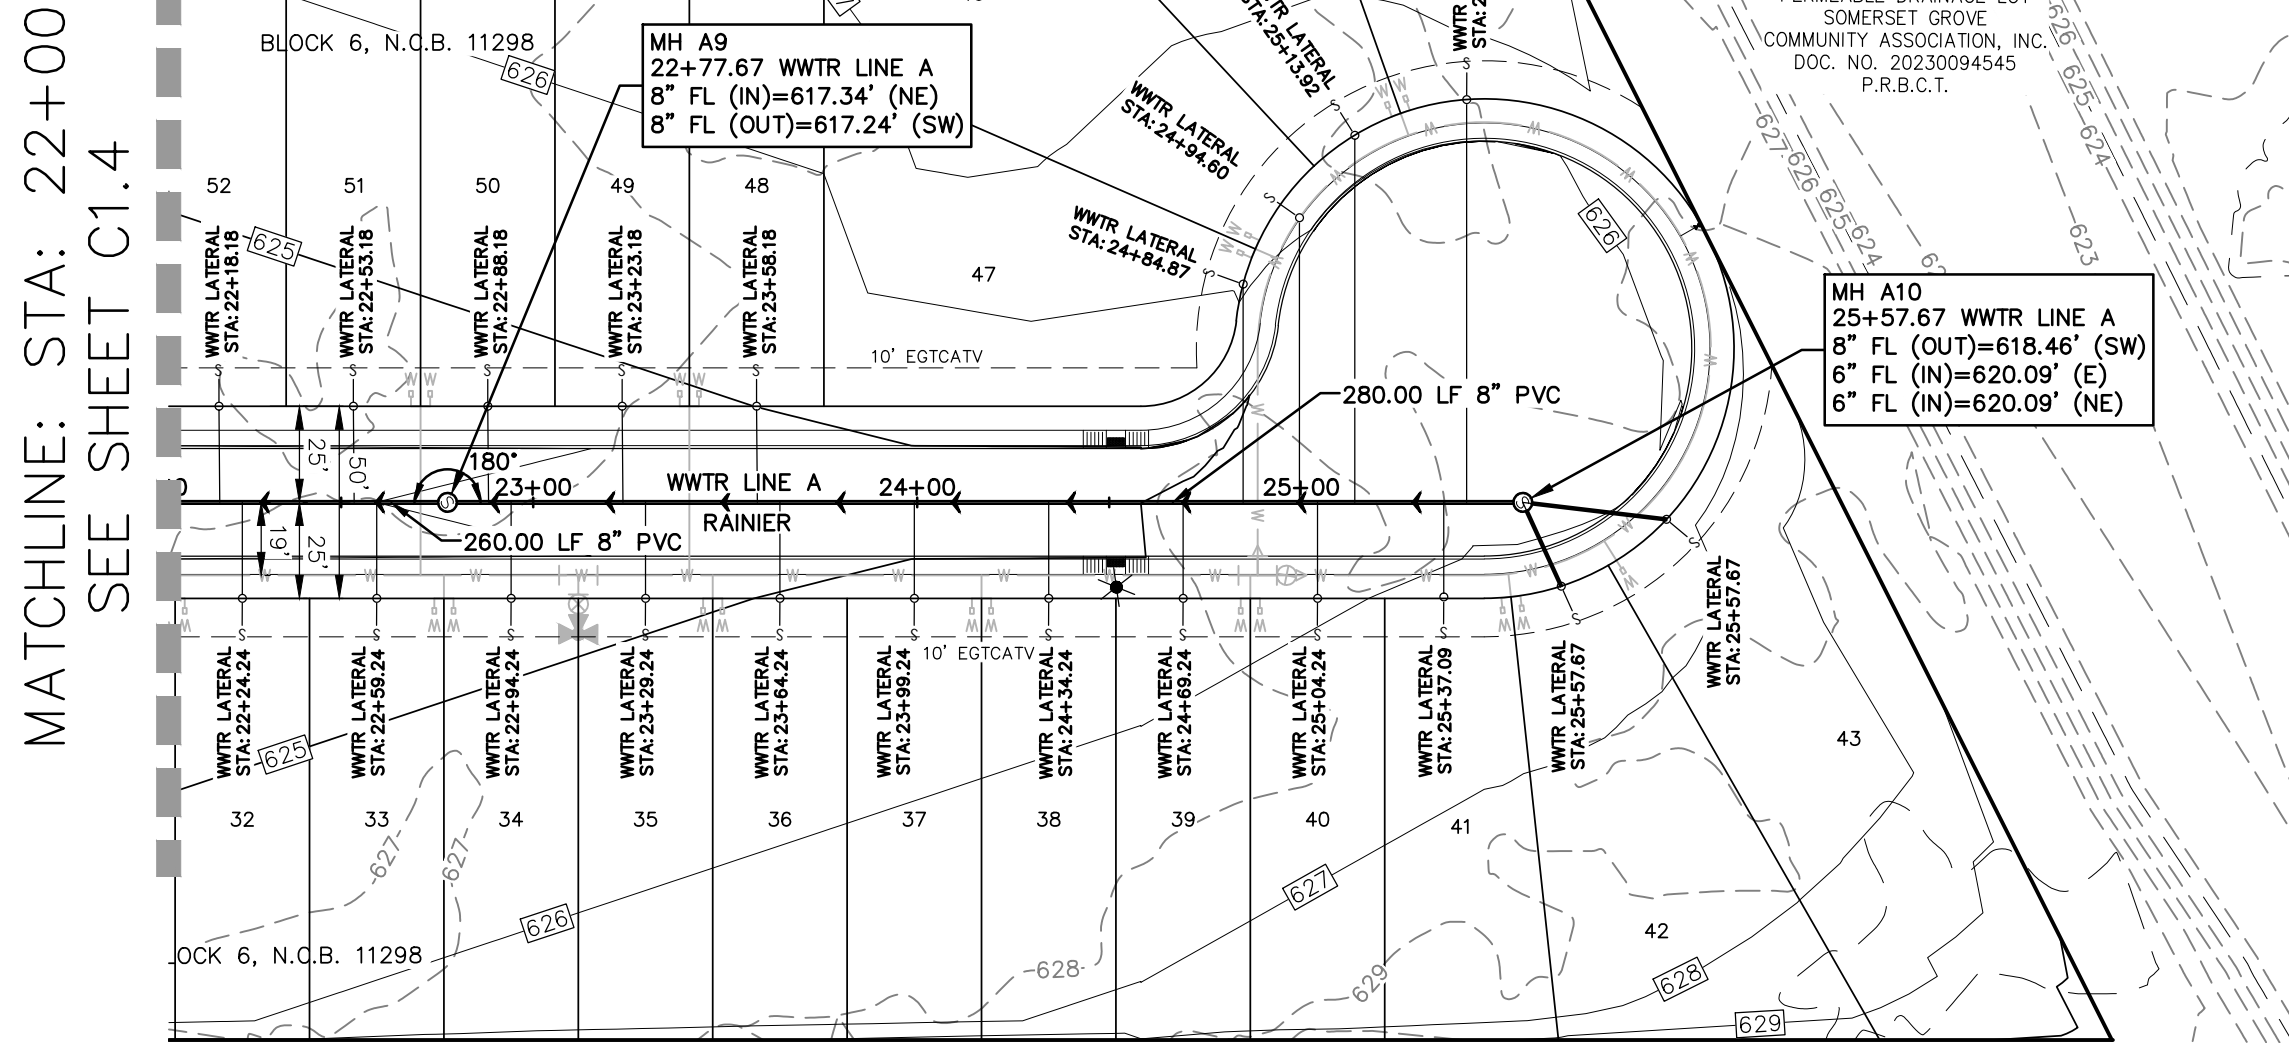 MATCHLINE: STA: 22+00
SEE SHEET C1.4
BLOCK 6, N.C.B. 11298
626
MH A9
22+77.67 WWTR LINE A
8" FL (IN)=617.34' (NE)
8" FL (OUT)=617.24' (SW)
SOMERSET GROVE
COMMUNITY ASSOCIATION, INC.
DOC. NO. 20230094545
P.R.B.C.T.
626
625
624
627
626
625
624
623
WWTR LATERAL
STA:25+13.92
WWTR LATERAL
STA:24+94.60
WWTR LATERAL
STA:24+84.87
52
51
50
49
48
47
625
626
WWTR LATERAL
STA:22+18.18
WWTR LATERAL
STA:22+53.18
WWTR LATERAL
STA:22+88.18
WWTR LATERAL
STA:23+23.18
WWTR LATERAL
STA:23+58.18
10' EGTCATV
MH A10
25+57.67 WWTR LINE A
8" FL (OUT)=618.46' (SW)
6" FL (IN)=620.09' (E)
6" FL (IN)=620.09' (NE)
280.00 LF 8" PVC
25'
50'
180°
23+00
WWTR LINE A
24+00
25+00
RAINIER
19'
25'
260.00 LF 8" PVC
10' EGTCATV
WWTR LATERAL
STA:22+24.24
WWTR LATERAL
STA:22+59.24
WWTR LATERAL
STA:22+94.24
WWTR LATERAL
STA:23+29.24
WWTR LATERAL
STA:23+64.24
WWTR LATERAL
STA:23+99.24
WWTR LATERAL
STA:24+34.24
WWTR LATERAL
STA:24+69.24
WWTR LATERAL
STA:25+04.24
WWTR LATERAL
STA:25+37.09
WWTR LATERAL
STA:25+57.67
WWTR LATERAL
STA:25+57.67
625
32
33
34
35
36
37
38
39
40
41
42
43
627
627
627
626
628
629
628
629
OCK 6, N.C.B. 11298